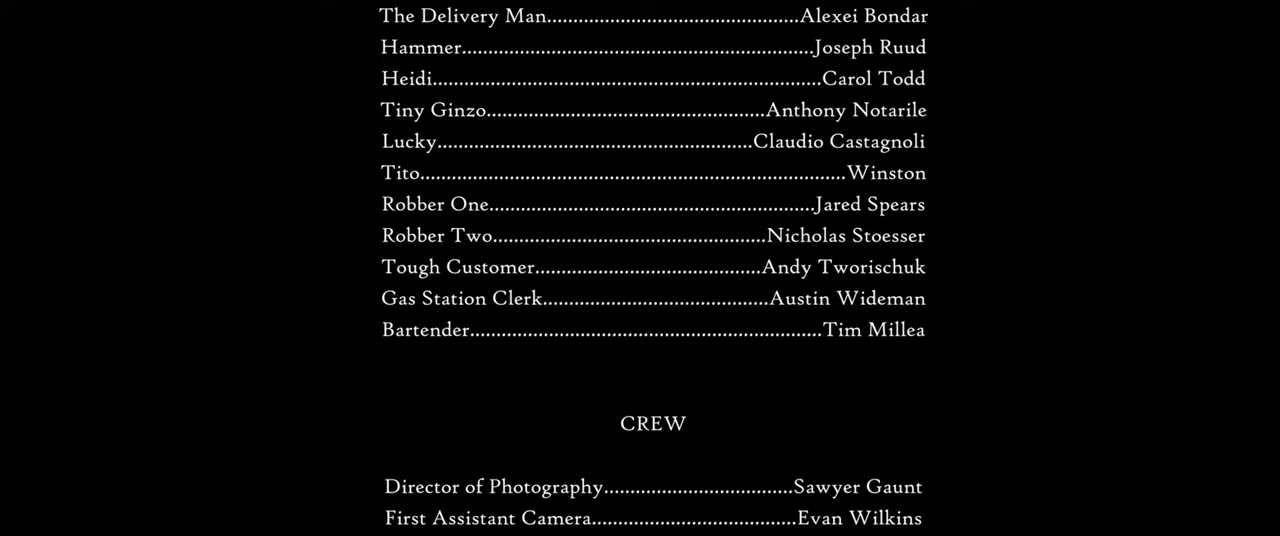 The Delivery Man..........................................Alexei Bondar
Hammer...........................................................Joseph Ruud
Heidi.................................................................Carol Todd
Tiny Ginzo..............................................Anthony Notarile
Lucky....................................................Claudio Castagnoli
Tito.......................................................................Winston
Robber One......................................................Jared Spears
Robber Two.............................................Nicholas Stoesser
Tough Customer.....................................Andy Tworischuk
Gas Station Clerk.....................................Austin Wideman
Bartender..........................................................Tim Millea
CREW
Director of Photography...............................Sawyer Gaunt
First Assistant Camera..................................Evan Wilkins